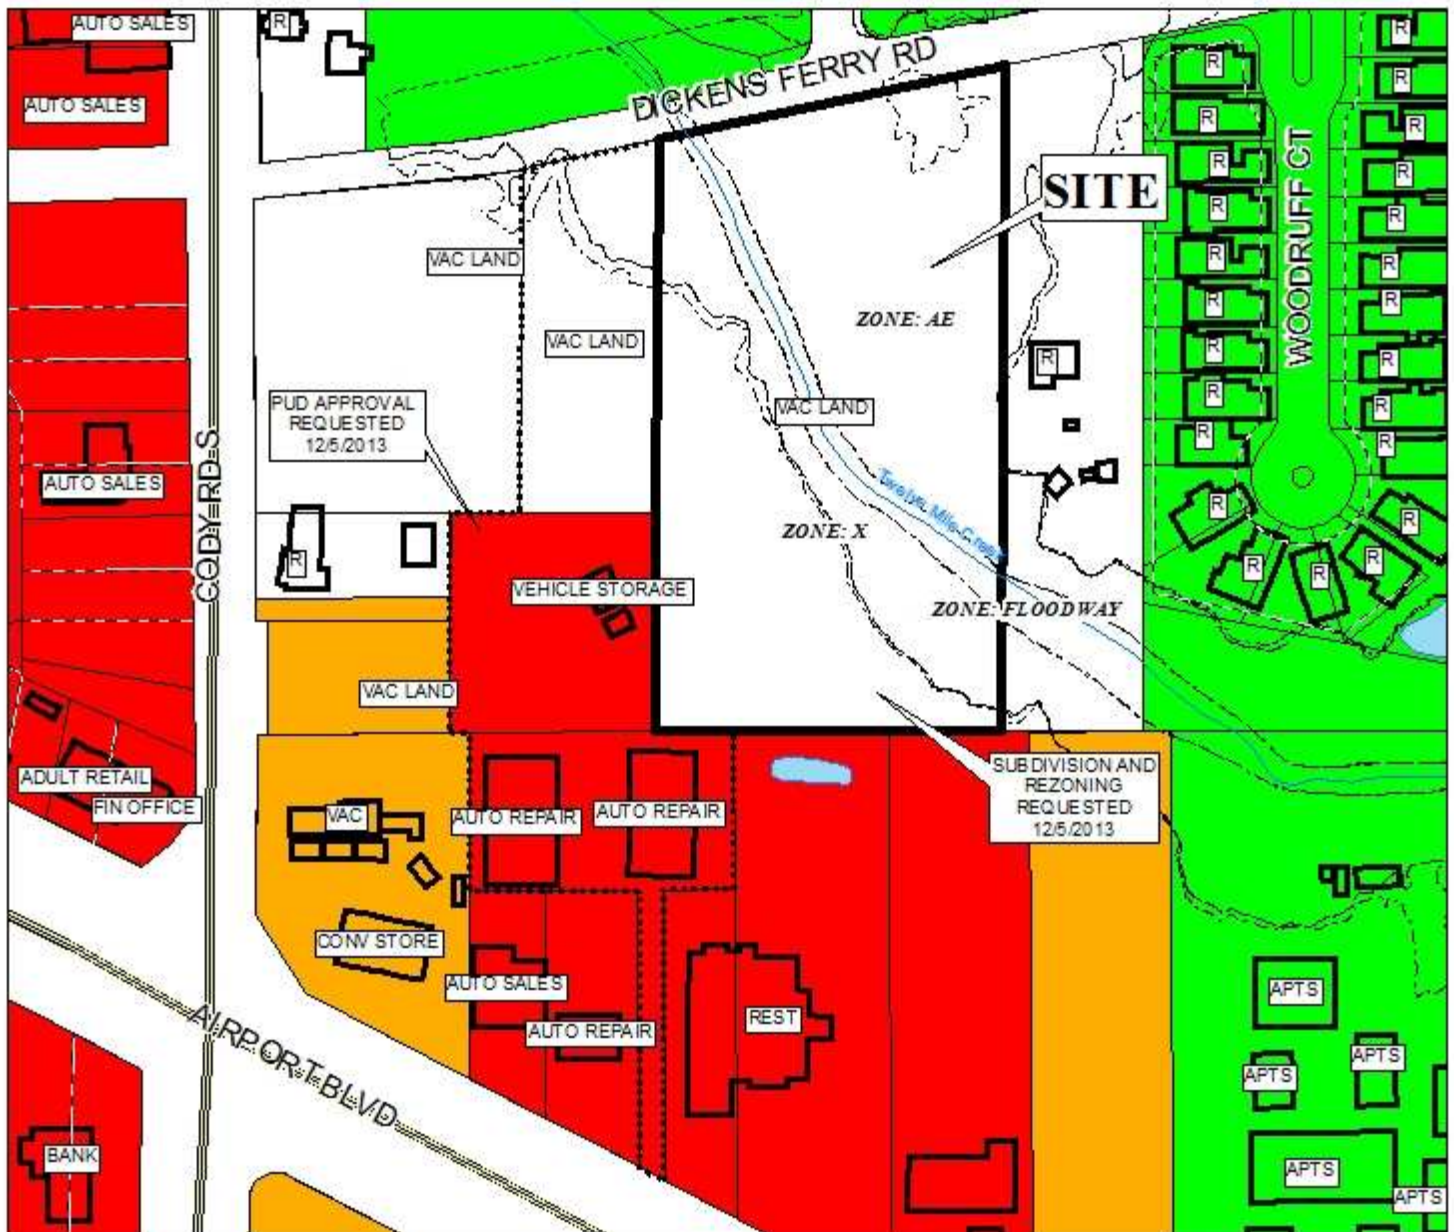 AUTO SALES
R
R
R
DICKENS FERRY RD
R
R
AUTO SALES
R
R
SITE
R
R
R
R
WOODRUFF CT
VAC LAND
R
R
ZONE: AE
R
R
VAC LAND
R
R
R
PUD APPROVAL
REQUESTED
12/5/2013
VAC LAND
R
R
CODY RD S
R
R
AUTO SALES
Twelve Mile Creek
ZONE: X
R
R
R
R
R
R
VEHICLE STORAGE
ZONE: FLOODWAY
VAC LAND
ADULT RETAIL
FIN OFFICE
SUBDIVISION AND
REZONING
REQUESTED
12/5/2013
VAC
AUTO REPAIR
AUTO REPAIR
CONV STORE
AUTO SALES
AUTO REPAIR
REST
APTS
AIRPORT BLVD
APTS
APTS
BANK
APTS
APTS